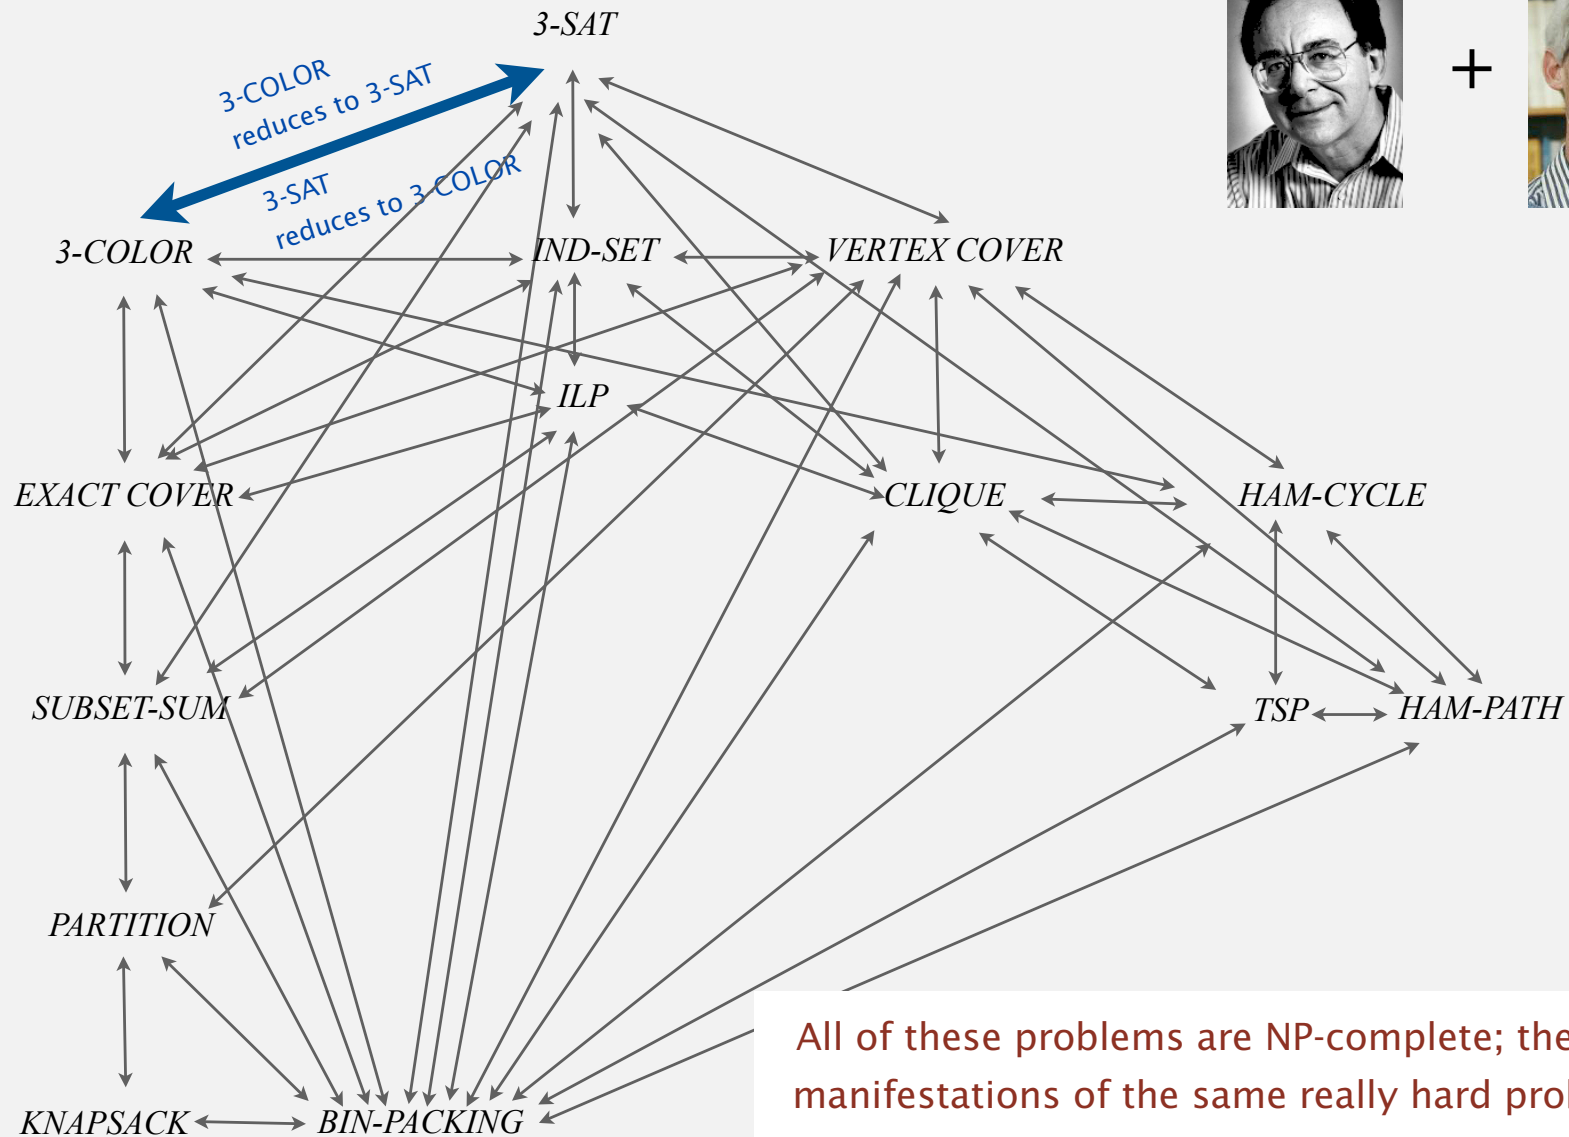 3-SAT
+
3-COLOR
reduces to 3-SAT
3-SAT
reduces to 3-COLOR
3-COLOR
IND-SET
VERTEX COVER
ILP
EXACT COVER
CLIQUE
HAM-CYCLE
SUBSET-SUM
TSP
HAM-PATH
PARTITION
All of these problems are NP-complete; the
manifestations of the same really hard
KNAPSACK
BIN-PACKING